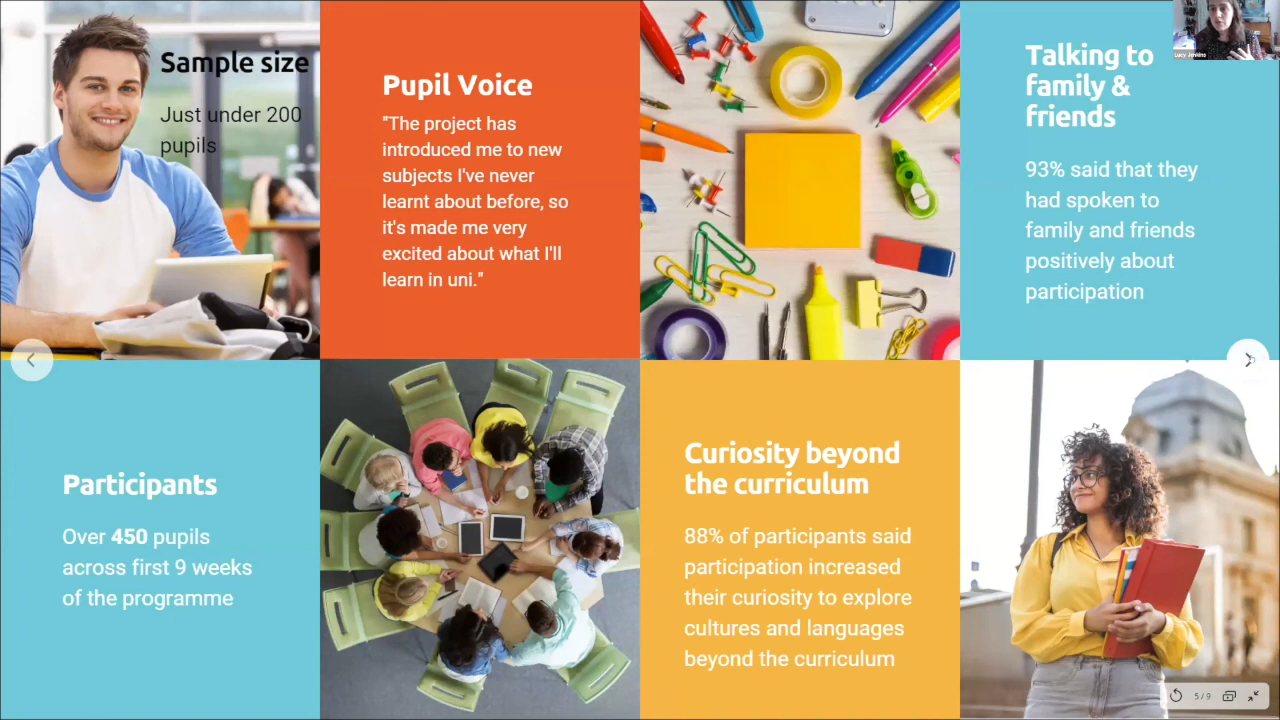 Sample size
Just under 200
pupils
Pupil Voice
"The project has
introduced me to new
subjects I've never
learnt about before, so
it's made me very
excited about what I'll
learn in uni."
Talking to
family &
friends
93% said that they
had spoken to
family and friends
positively about
participation
Lucy Jenkins
Participants
Over 450 pupils
across first 9 weeks
of the programme
Curiosity beyond
the curriculum
88% of participants said
participation increased
their curiosity to explore
cultures and languages
beyond the curriculum
5/9